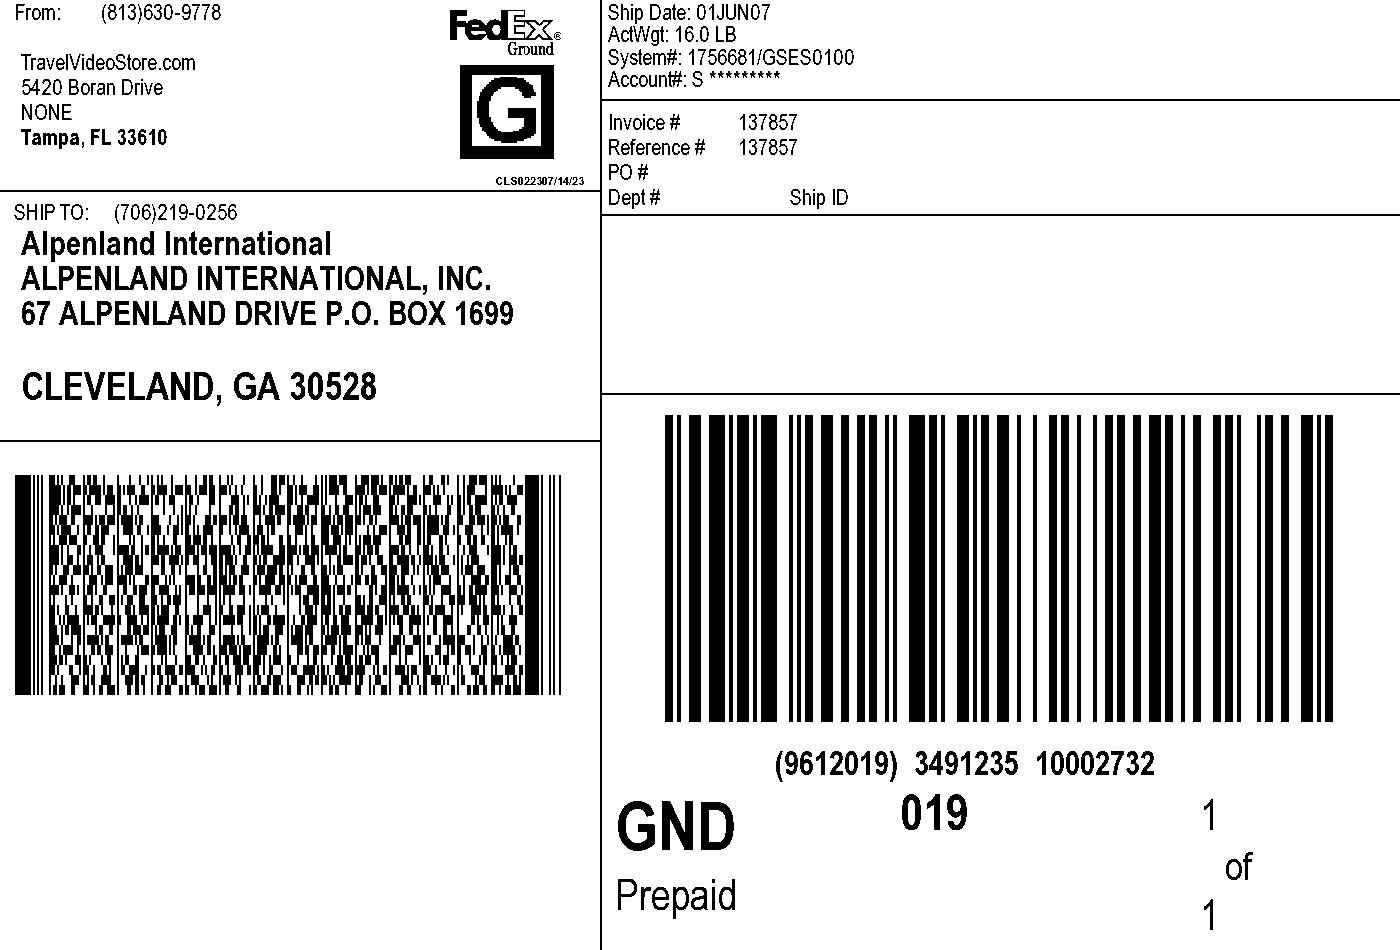 From: (813)630-9778
TravelVideoStore.com
5420 Boran Drive
NONE
Tampa, FL 33610
FedEx®
Ground
G
CLS022307/14/23
SHIP TO: (706)219-0256
Alpenland International
ALPENLAND INTERNATIONAL, INC.
67 ALPENLAND DRIVE P.O. BOX 1699
CLEVELAND, GA 30528
Ship Date: 01JUN07
ActWgt: 16.0 LB
System#: 1756681/GSES0100
Account#: S *********
Invoice # 137857
Reference # 137857
PO #
Dept # Ship ID
(9612019) 3491235 10002732
GND 019 1
of
Prepaid 1